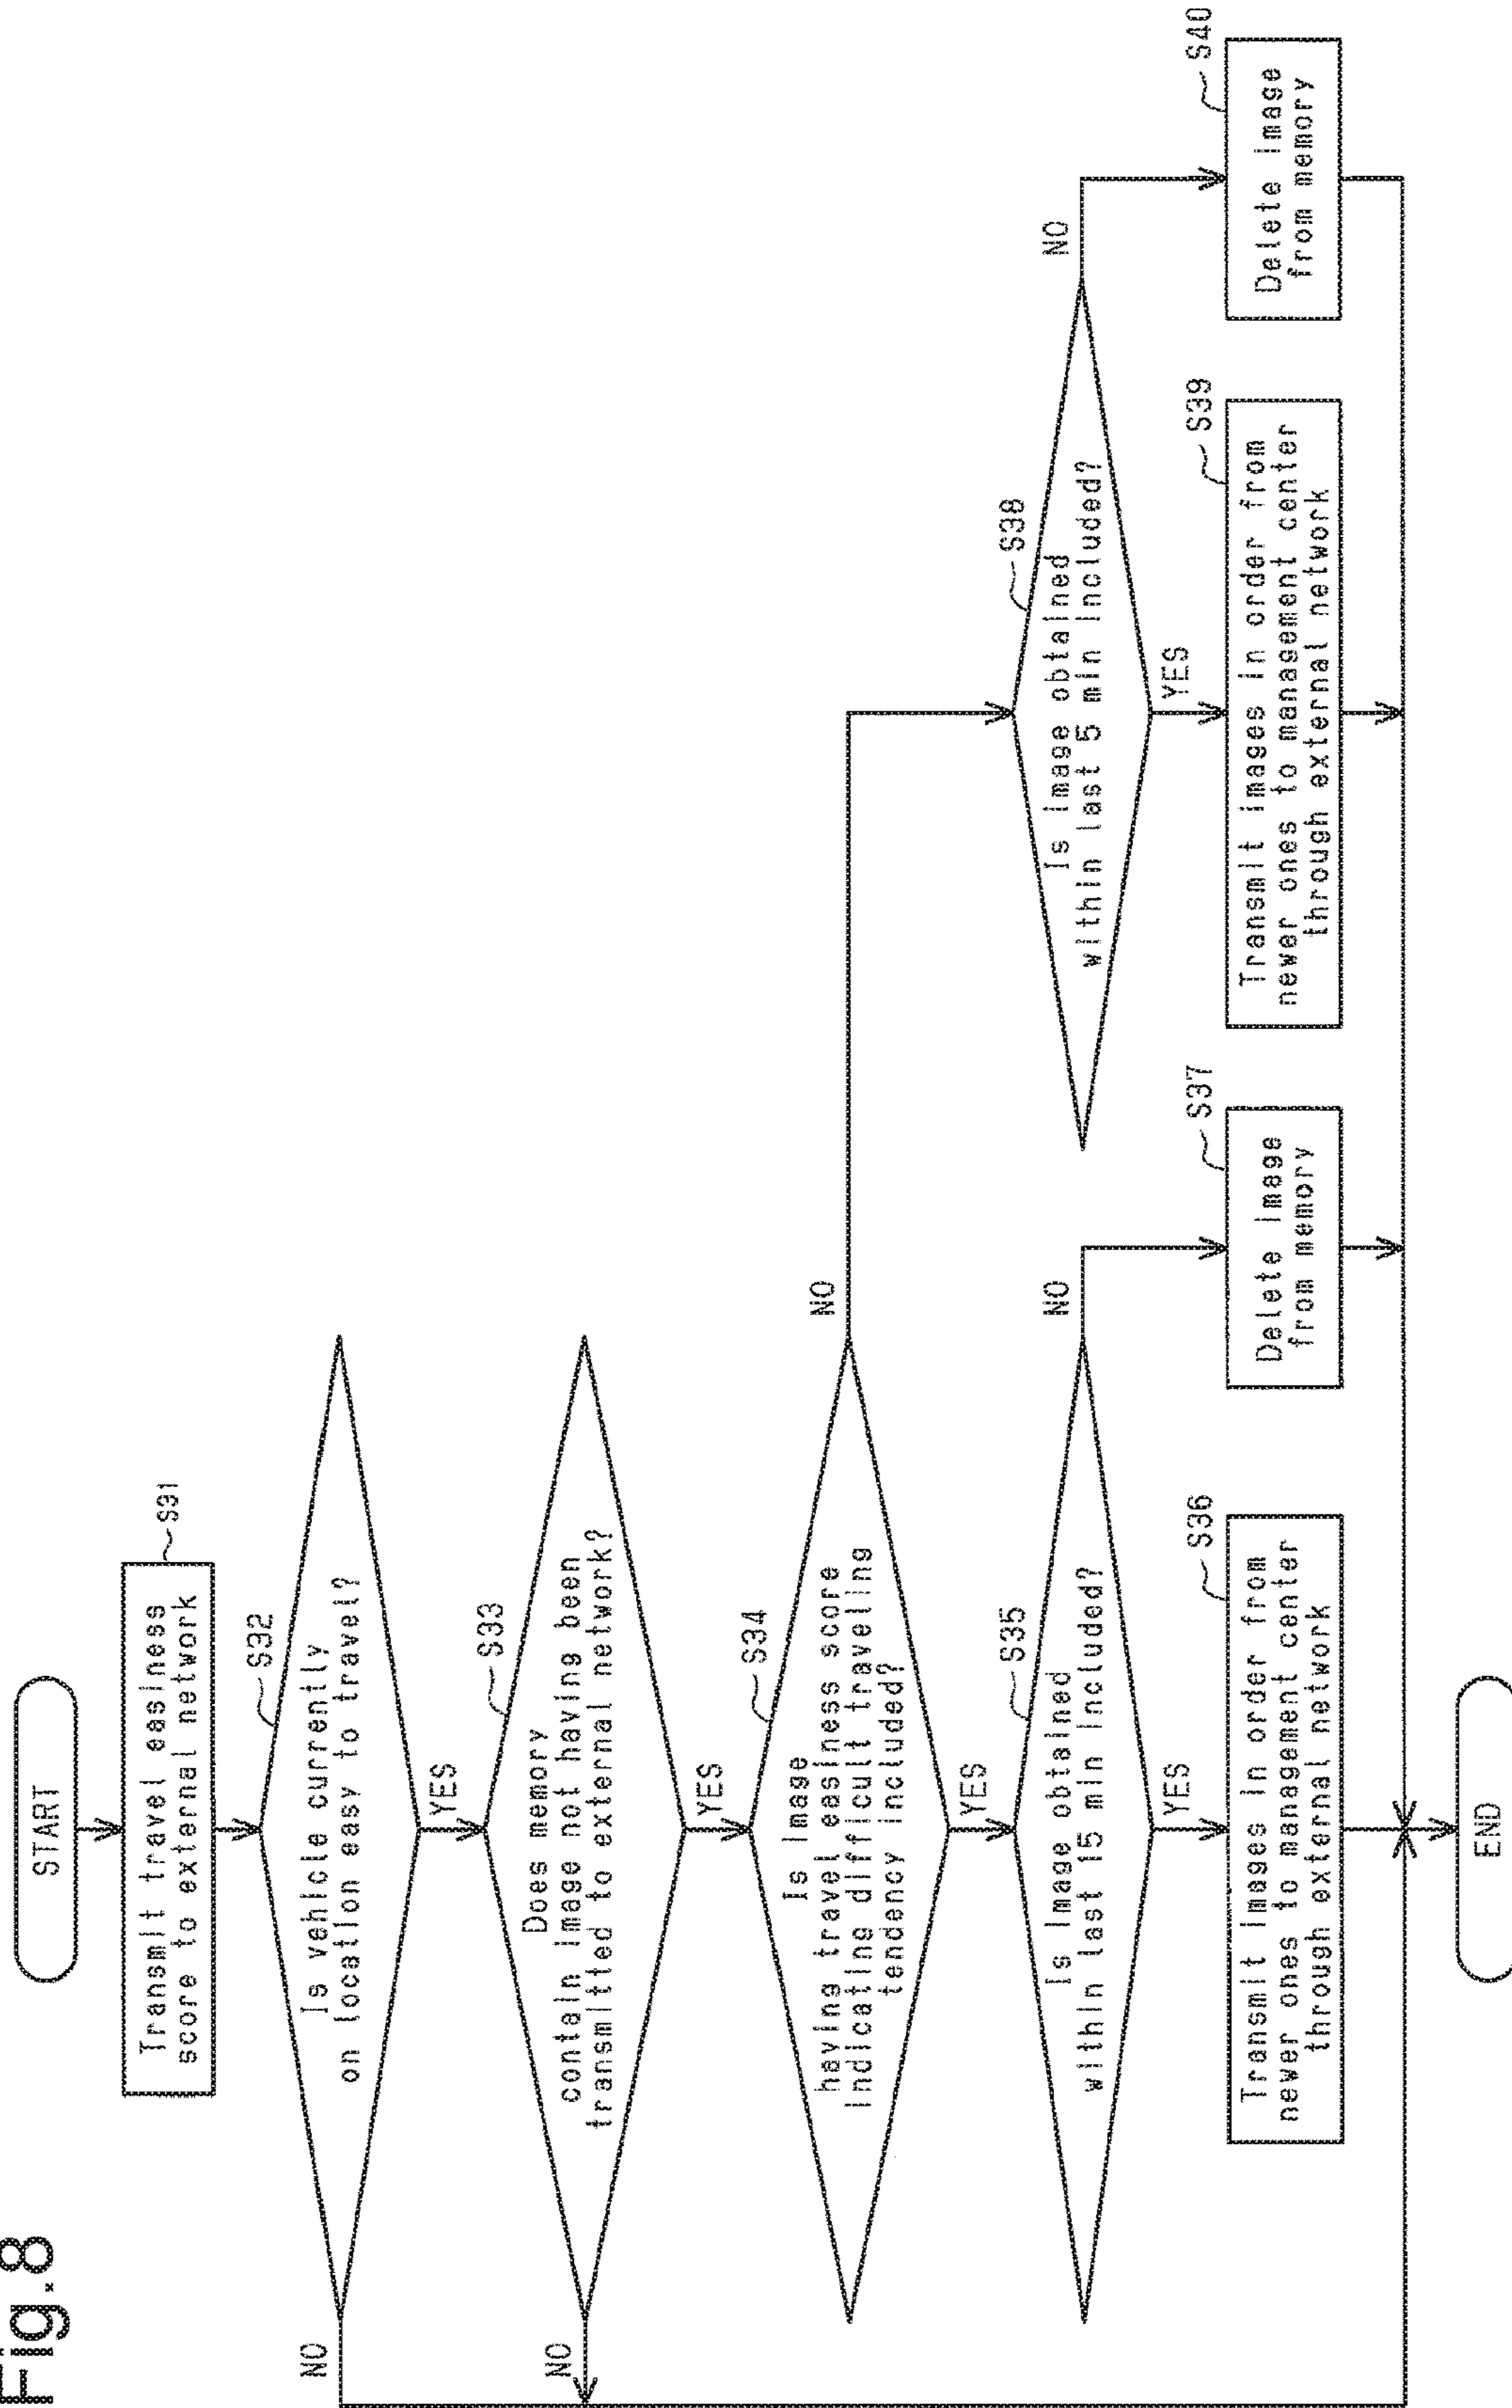 Fig.8
START
Transmit travel easiness
score to external network
S91
Is vehicle currently
on location easy to travel?
S32
NO
YES
Does memory
contain image not having been
transmitted to external network?
S33
NO
YES
Is image
having travel easiness score
indicating difficult traveling
tendency included?
S34
NO
YES
Is image obtained
within last 15 min included?
S35
NO
YES
Is image obtained
within last 5 min included?
S38
NO
YES
Transmit images in order from
newer ones to management center
through external network
S36
Delete image
from memory
S37
Transmit images in order from
newer ones to management center
through external network
S39
Delete image
from memory
S40
END